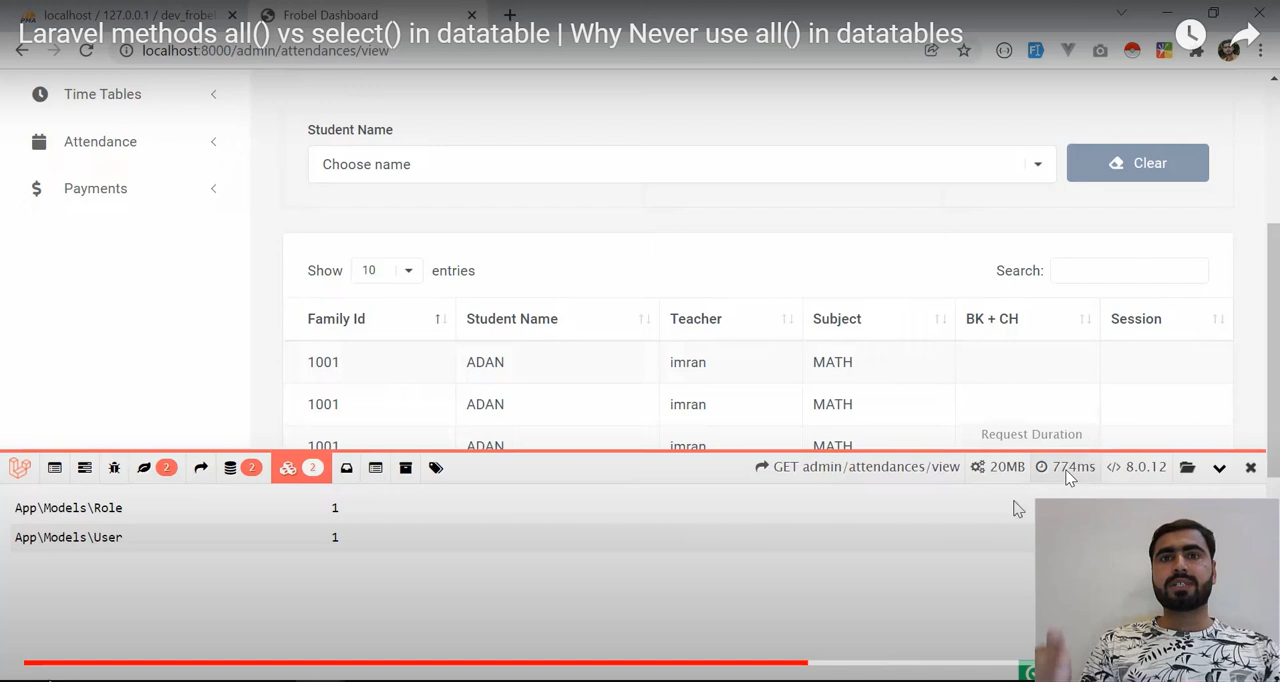 localhost / 127.0.0.1 / dev_frobel
Frobel Dashboard
Laravel methods all() vs select() in datatable | Why Never use all() in datatables
localhost:8000/admin/attendances/view
Time Tables
Attendance
Payments
Student Name
Choose name
Clear
Show 10 entries
Search:
Family Id Student Name Teacher Subject BK + CH Session
1001 ADAN imran MATH
1001 ADAN imran MATH
1001 ADAN imran MATH
Request Duration
2 2 2 GET admin/attendances/view 20MB 774ms 8.0.12
App\Models\Role 1
App\Models\User 1